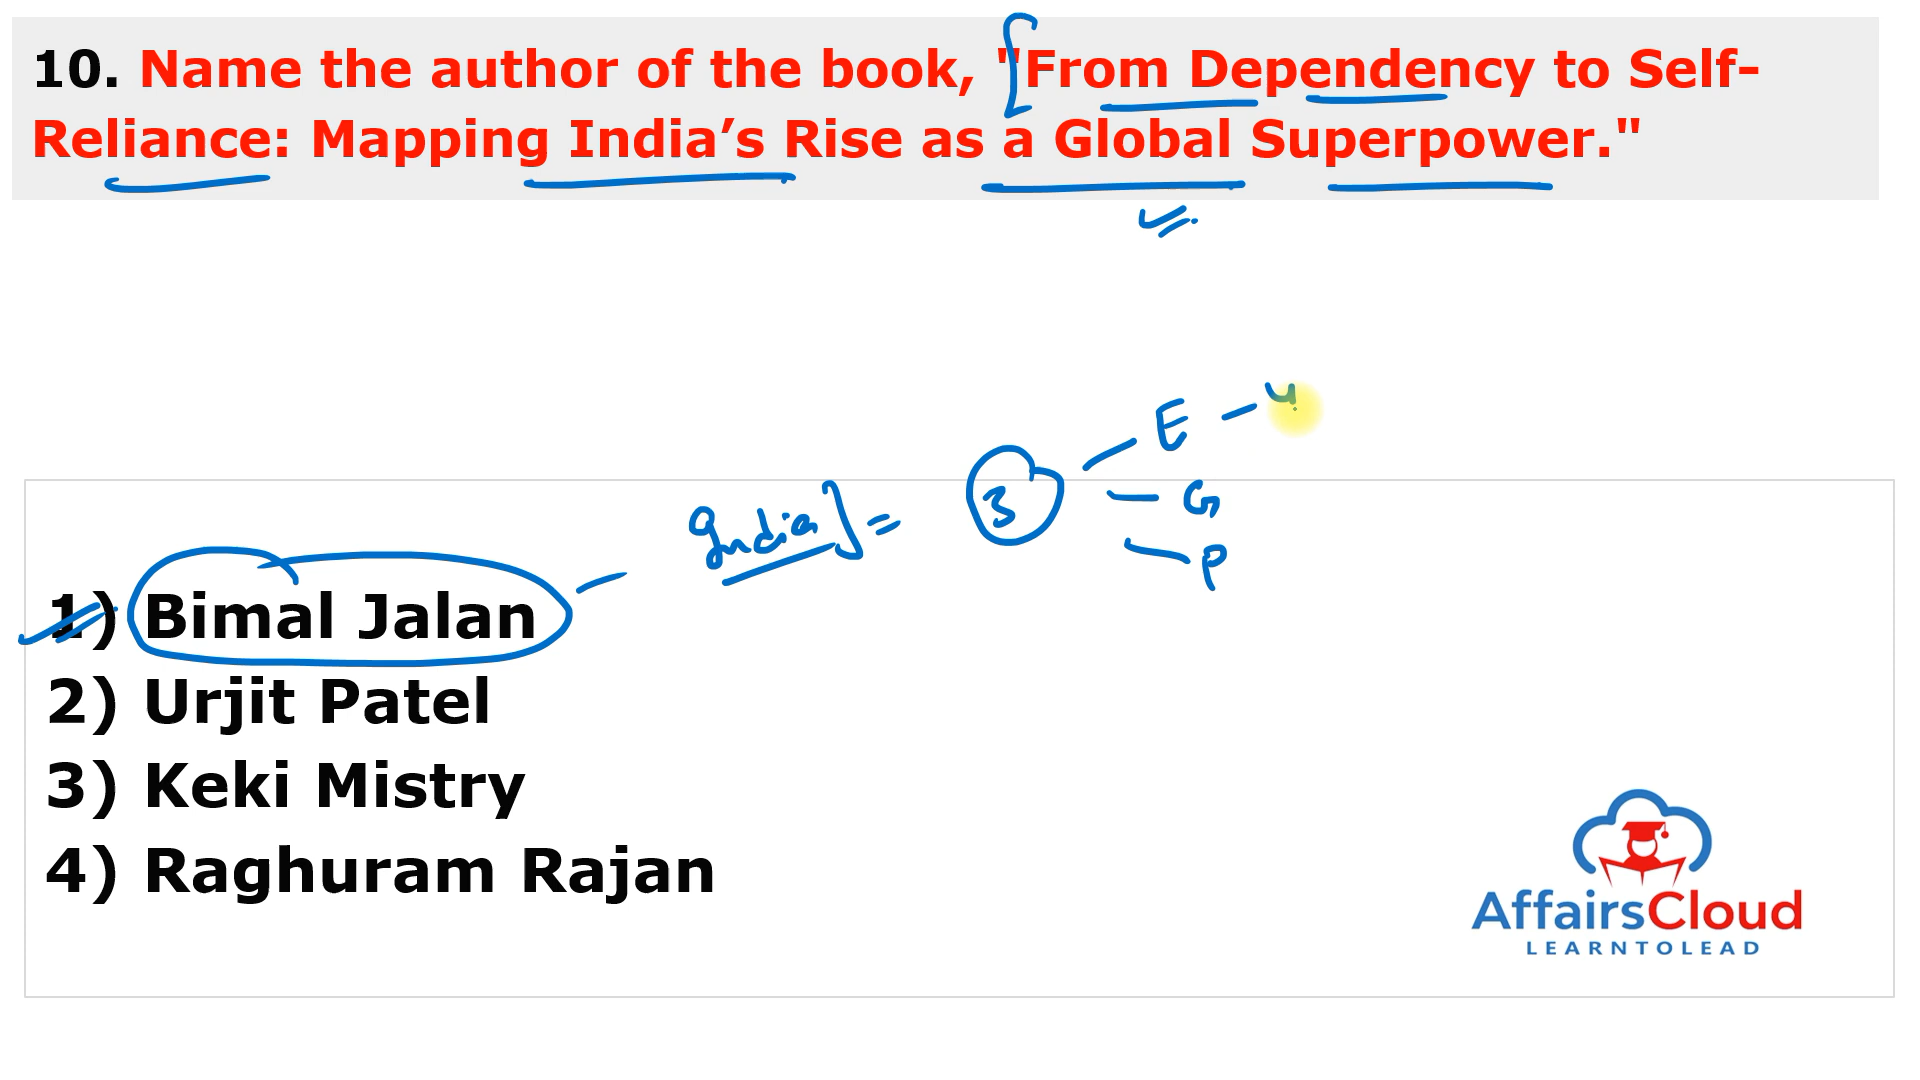 10. Name the author of the book, "From Dependency to Self-
Reliance: Mapping India’s Rise as a Global Superpower."
E - 4
India] = 3 - G
- P
1) Bimal Jalan -
2) Urjit Patel
3) Keki Mistry
4) Raghuram Rajan
AffairsCloud
LEARNTOLEAD